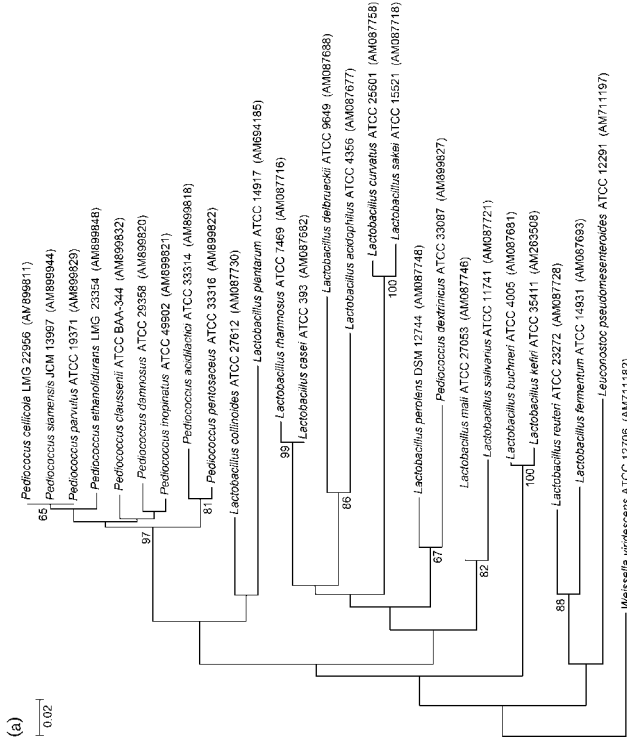 (a)
0.02
Pediococcus cellicola LMG 22956 (AM899811)
Pediococcus siamensis JCM 13997 (AM899944)
Pediococcus parvulus ATCC 19371 (AM899829)
Pediococcus ethanolidurans LMG 23354 (AM899848)
Pediococcus claussenii ATCC BAA-344 (AM899832)
Pediococcus damnosus ATCC 29358 (AM899820)
Pediococcus inopinatus ATCC 49902 (AM899821)
Pediococcus acidilactici ATCC 33314 (AM899818)
Pediococcus pentosaceus ATCC 33316 (AM899822)
Lactobacillus collinoides ATCC 27612 (AM087730)
Lactobacillus plantarum ATCC 14917 (AM694185)
Lactobacillus rhamnosus ATCC 7469 (AM087716)
Lactobacillus casei ATCC 393 (AM087682)
Lactobacillus delbrueckii ATCC 9649 (AM087688)
Lactobacillus acidophilus ATCC 4356 (AM087677)
Lactobacillus curvatus ATCC 25601 (AM087758)
Lactobacillus sakei ATCC 15521 (AM087718)
Lactobacillus perolens DSM 12744 (AM087748)
Pediococcus dextrinicus ATCC 33087 (AM899827)
Lactobacillus malii ATCC 27053 (AM087746)
Lactobacillus salivarius ATCC 11741 (AM087721)
Lactobacillus buchneri ATCC 4005 (AM087681)
Lactobacillus kefiri ATCC 35411 (AM263508)
Lactobacillus reuteri ATCC 23272 (AM087728)
Lactobacillus fermentum ATCC 14931 (AM087693)
Leuconostoc pseudomesenteroides ATCC 12291 (AM711197)
Weissella viridescens ATCC 12706
65
97
81
99
86
100
67
82
100
88